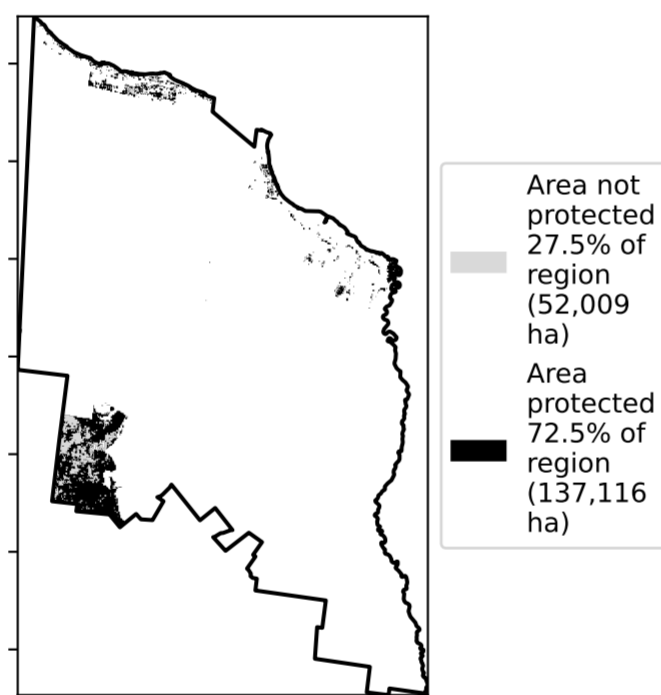 Area not
protected
27.5% of
region
(52,009
ha)
Area
protected
72.5% of
region
(137,116
ha)